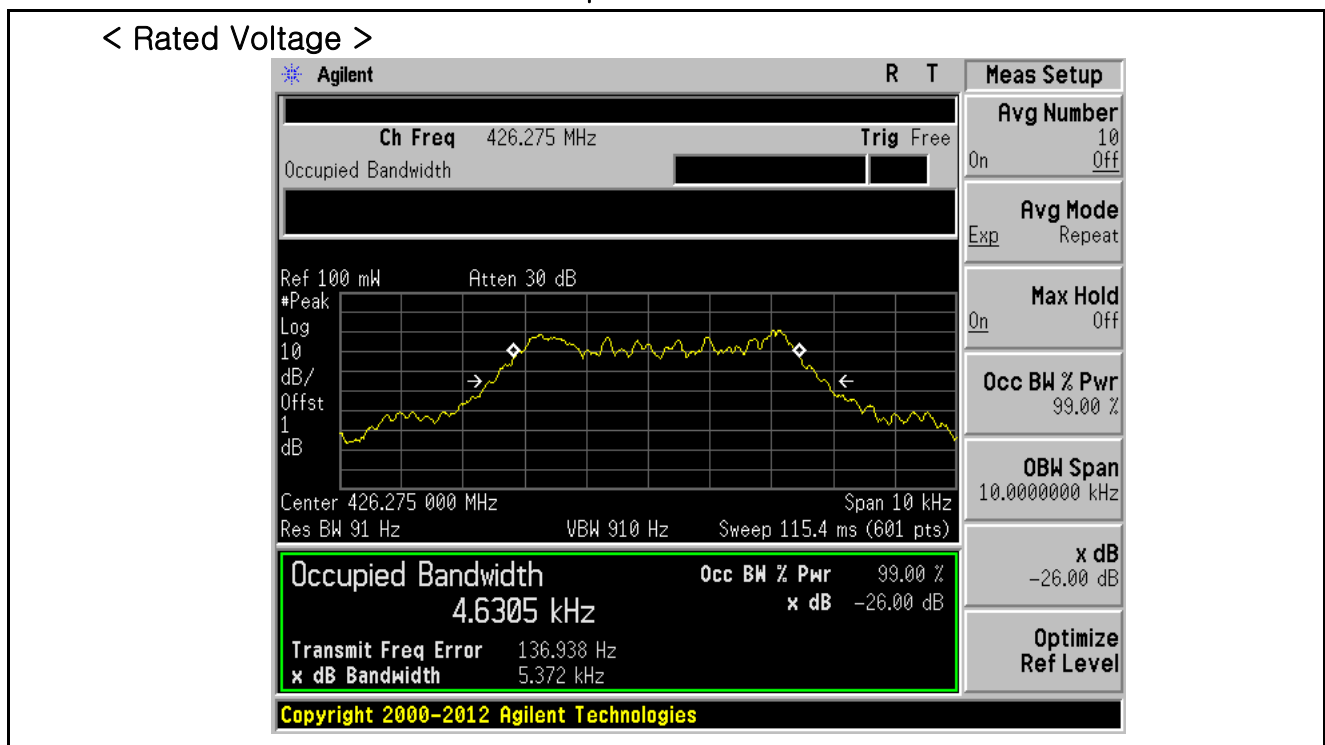 < Rated Voltage >
Agilent R T
Meas Setup
Ch Freq 426.275 MHz Trig Free
Occupied Bandwidth
Ref 100 mW Atten 30 dB
#Peak
Log
10
dB/
Offst
1
dB
Center 426.275 000 MHz Span 10 kHz
Res BW 91 Hz VBW 910 Hz Sweep 115.4 ms (601 pts)
Occupied Bandwidth
4.6305 kHz
Occ BW % Pwr 99.00 %
x dB -26.00 dB
Transmit Freq Error 136.938 Hz
x dB Bandwidth 5.372 kHz
Copyright 2000-2012 Agilent Technologies
Avg Number
10
On Off
Avg Mode
Exp Repeat
Max Hold
On Off
Occ BW % Pwr
99.00 %
OBW Span
10.0000000 kHz
x dB
-26.00 dB
Optimize
Ref Level